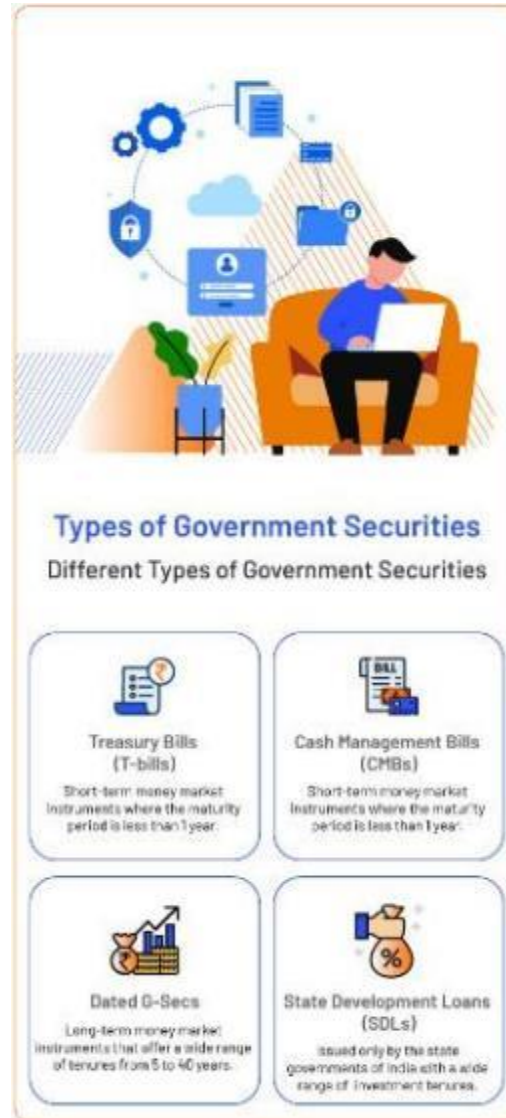 Types of Government Securities
Different Types of Government Securities
Treasury Bills
(T-bills)
Short-term money market
instruments where the maturity
period is less than 1 year.
BILL
Cash Management Bills
(CMBs)
Short-term money market
instruments where the maturity
period is less than 1 year.
Dated G-Secs
Long-term money market
instruments that offer a wide range
of tenures from 5 to 40 years.
State Development Loans
(SDLs)
Issued only by the state
governments of India with a wide
range of investment tenures.